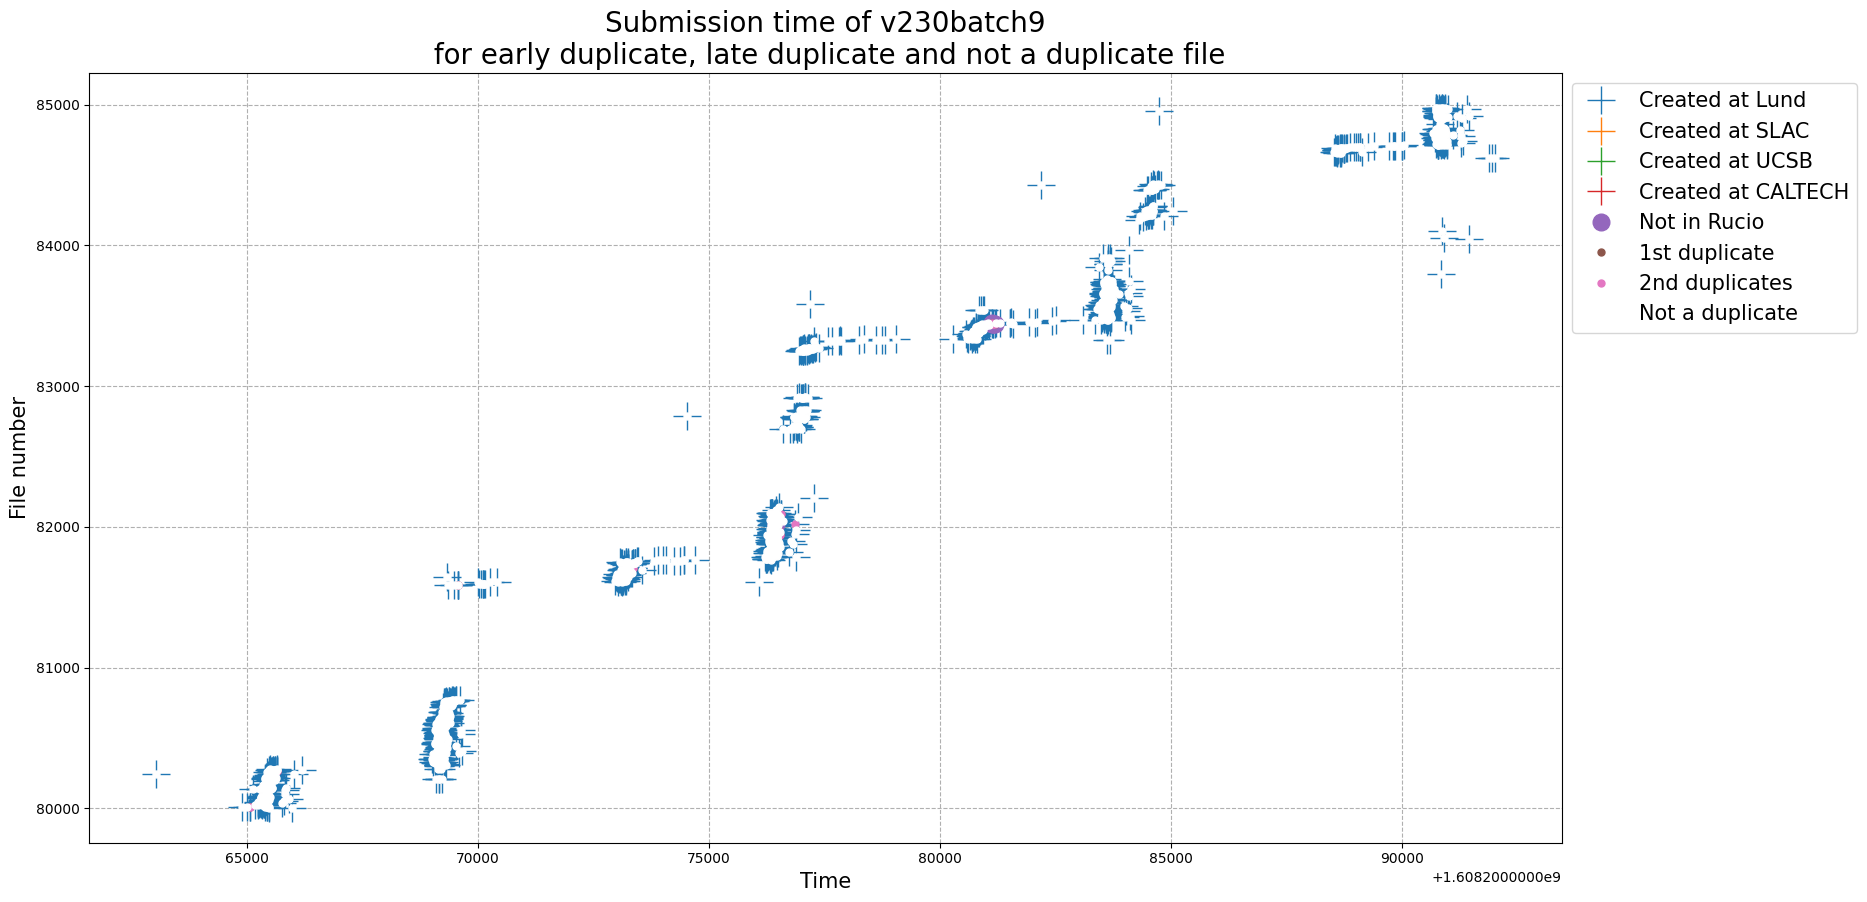 Submission time of v230batch9
for early duplicate, late duplicate and not a duplicate file
85000
84000
83000
82000
81000
80000
File number
65000
70000
75000
80000
85000
90000
Time
+1.6082000000e9
Created at Lund
Created at SLAC
Created at UCSB
Created at CALTECH
Not in Rucio
1st duplicate
2nd duplicates
Not a duplicate